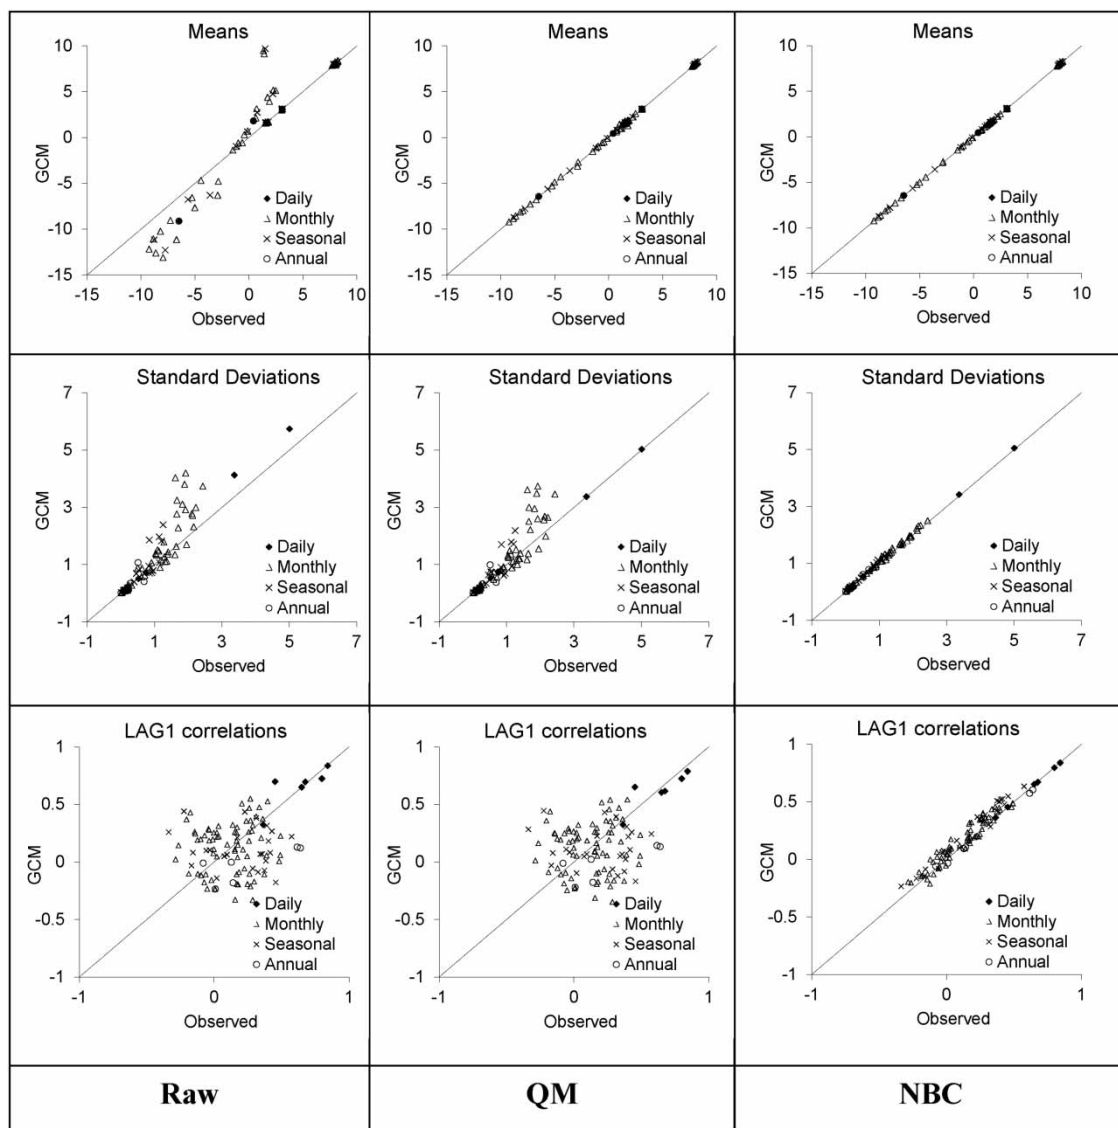 Means
10
5
0
-5
-10
-15
-15 -10 -5 0 5 10
GCM
Observed
Daily
Monthly
Seasonal
Annual
Means
10
5
0
-5
-10
-15
-15 -10 -5 0 5 10
GCM
Observed
Daily
Monthly
Seasonal
Annual
Means
10
5
0
-5
-10
-15
-15 -10 -5 0 5 10
GCM
Observed
Daily
Monthly
Seasonal
Annual
Standard Deviations
7
5
3
1
-1
-1 1 3 5 7
GCM
Observed
Daily
Monthly
Seasonal
Annual
Standard Deviations
7
5
3
1
-1
-1 1 3 5 7
GCM
Observed
Daily
Monthly
Seasonal
Annual
Standard Deviations
7
5
3
1
-1
-1 1 3 5 7
GCM
Observed
Daily
Monthly
Seasonal
Annual
LAG1 correlations
1
0.5
0
-0.5
-1
-1 0 1
GCM
Observed
Daily
Monthly
Seasonal
Annual
LAG1 correlations
1
0.5
0
-0.5
-1
-1 0 1
GCM
Observed
Daily
Monthly
Seasonal
Annual
LAG1 correlations
1
0.5
0
-0.5
-1
-1 0 1
GCM
Observed
Daily
Monthly
Seasonal
Annual
Raw
QM
NBC